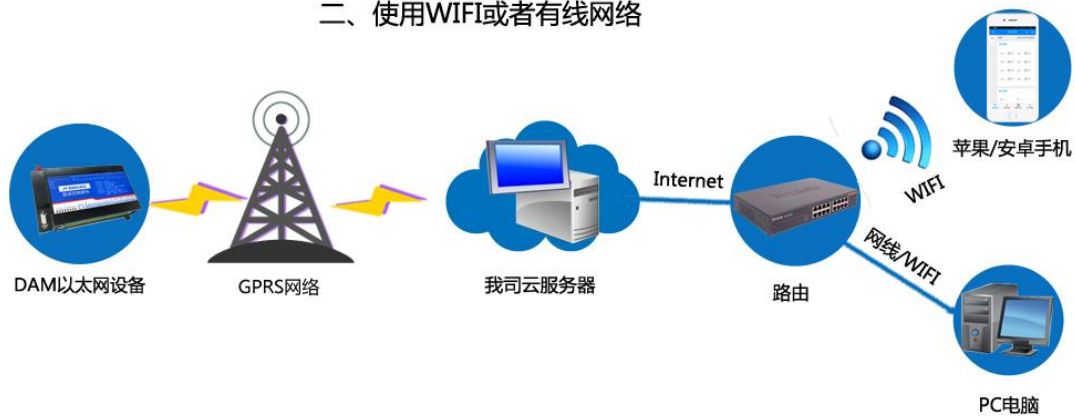 二、使用WIFI或者有线网络
苹果/安卓手机
Internet
WIFI
网线/WIFI
DAM以太网设备
GPRS网络
我司云服务器
路由
PC电脑